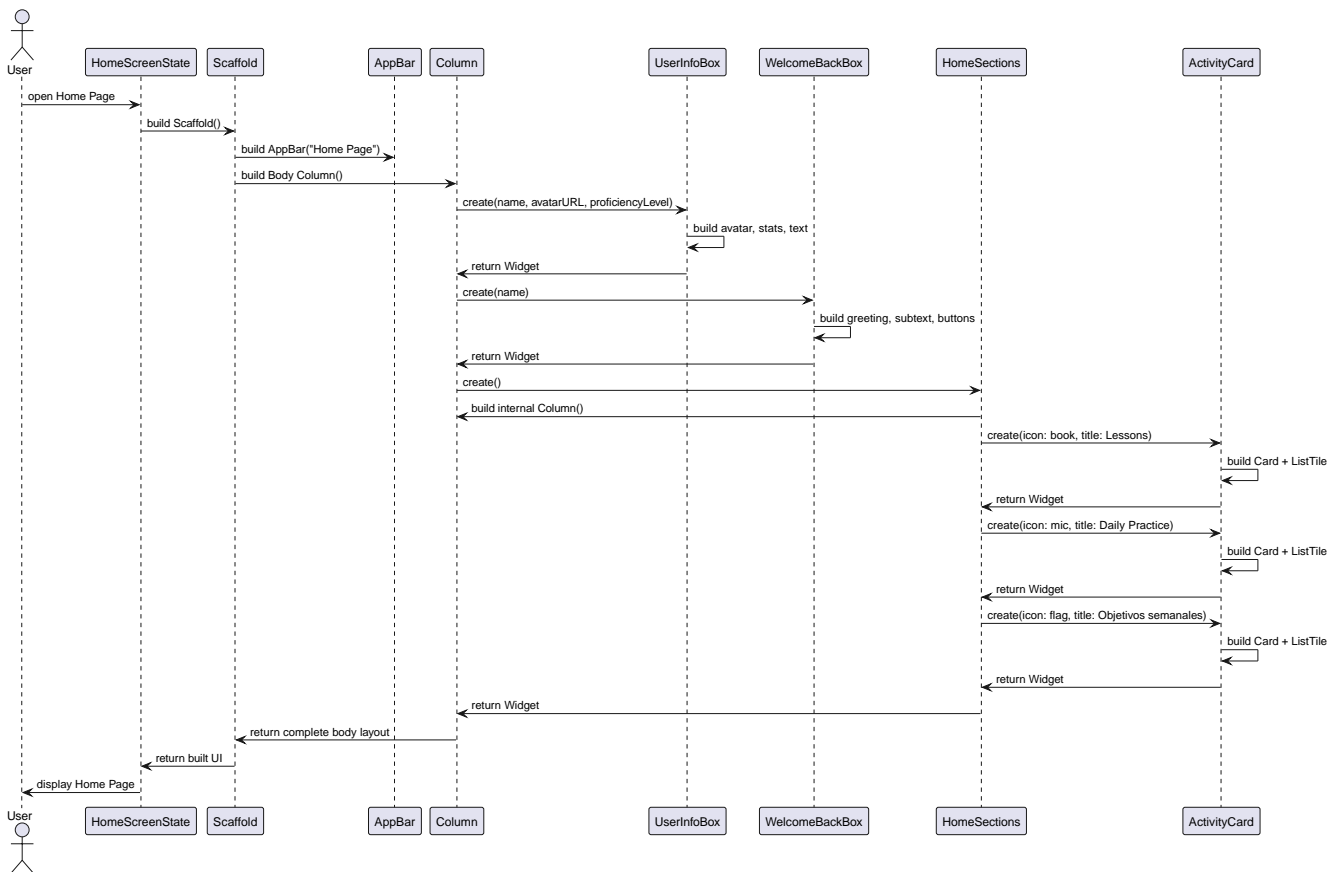 User
HomeScreenState
Scaffold
AppBar
Column
UserInfoBox
WelcomeBackBox
HomeSections
ActivityCard
open Home Page
build Scaffold()
build AppBar("Home Page")
build Body Column()
create(name, avatarURL, proficiencyLevel)
build avatar, stats, text
return Widget
create(name)
build greeting, subtext, buttons
return Widget
create()
build internal Column()
create(icon: book, title: Lessons)
build Card + ListTile
return Widget
create(icon: mic, title: Daily Practice)
build Card + ListTile
return Widget
create(icon: flag, title: Objetivos semanales)
build Card + ListTile
return Widget
return Widget
return complete body layout
return built UI
display Home Page
User
HomeScreenState
Scaffold
AppBar
Column
UserInfoBox
WelcomeBackBox
HomeSections
ActivityCard